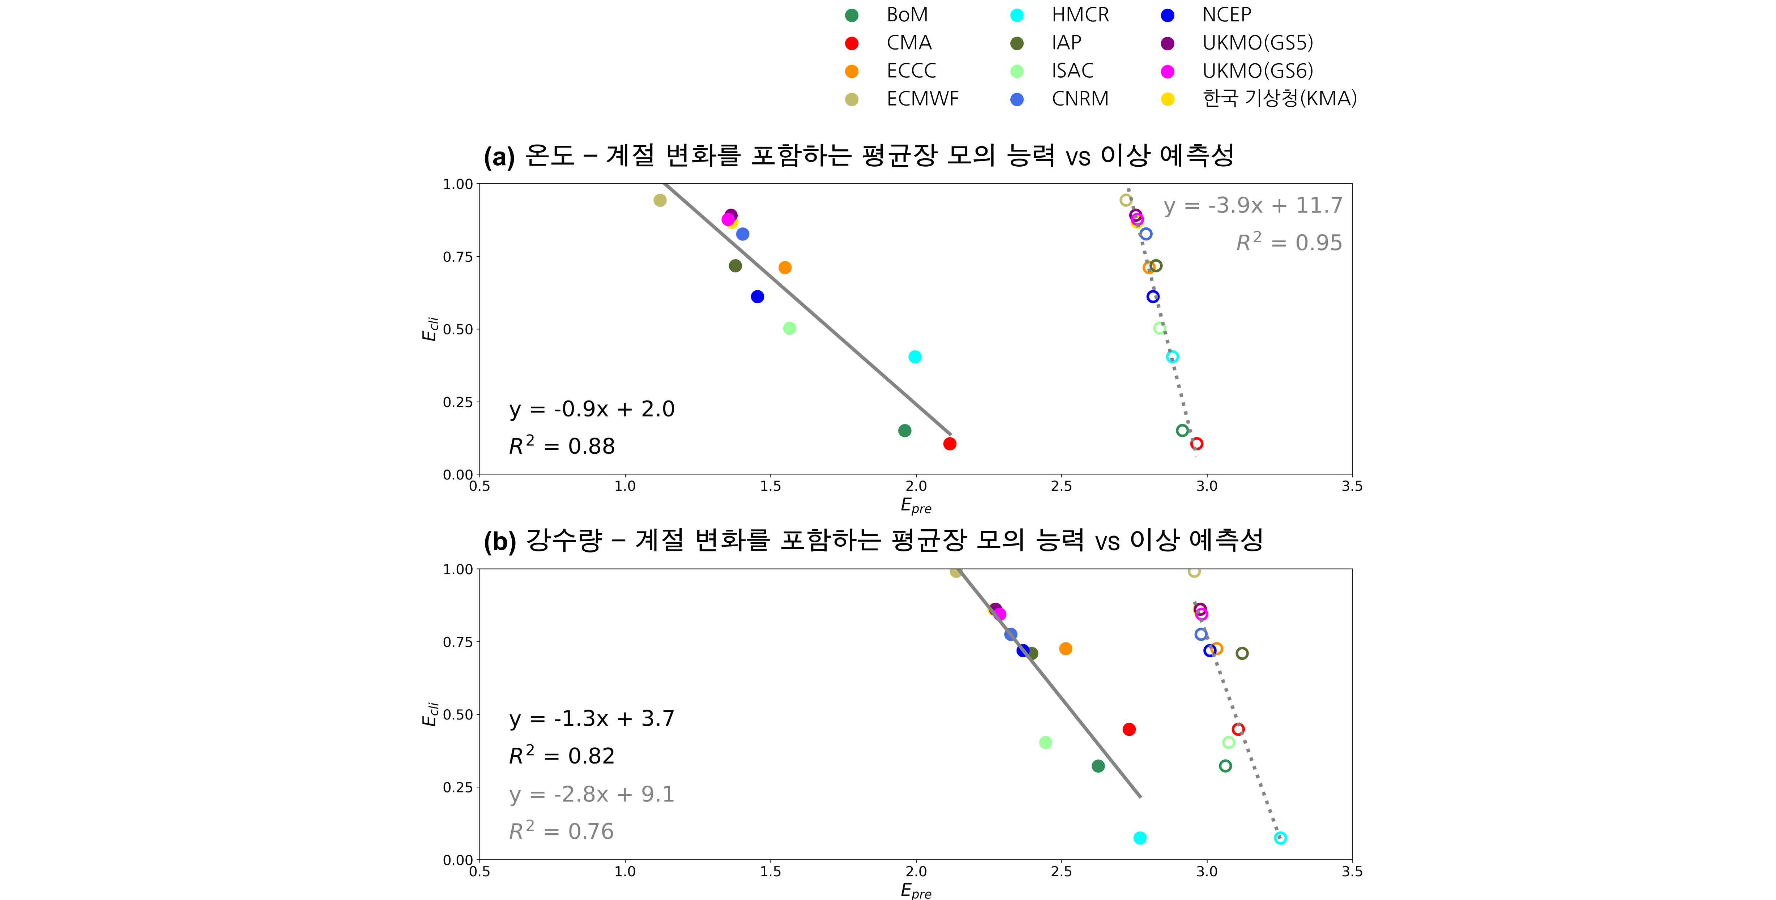 BoM HMCR NCEP
CMA IAP UKMO(GS5)
ECCC ISAC UKMO(GS6)
ECMWF CNRM 한국 기상청(KMA)
(a) 온도 – 계절 변화를 포함하는 평균장 모의 능력 vs 이상 예측성
1.00
0.75
0.50
0.25
0.00
E_cli
y = -3.9x + 11.7
R² = 0.95
y = -0.9x + 2.0
R² = 0.88
0.5 1.0 1.5 2.0 2.5 3.0 3.5
E_pre
(b) 강수량 – 계절 변화를 포함하는 평균장 모의 능력 vs 이상 예측성
1.00
0.75
0.50
0.25
0.00
E_cli
y = -1.3x + 3.7
R² = 0.82
y = -2.8x + 9.1
R² = 0.76
0.5 1.0 1.5 2.0 2.5 3.0 3.5
E_pre